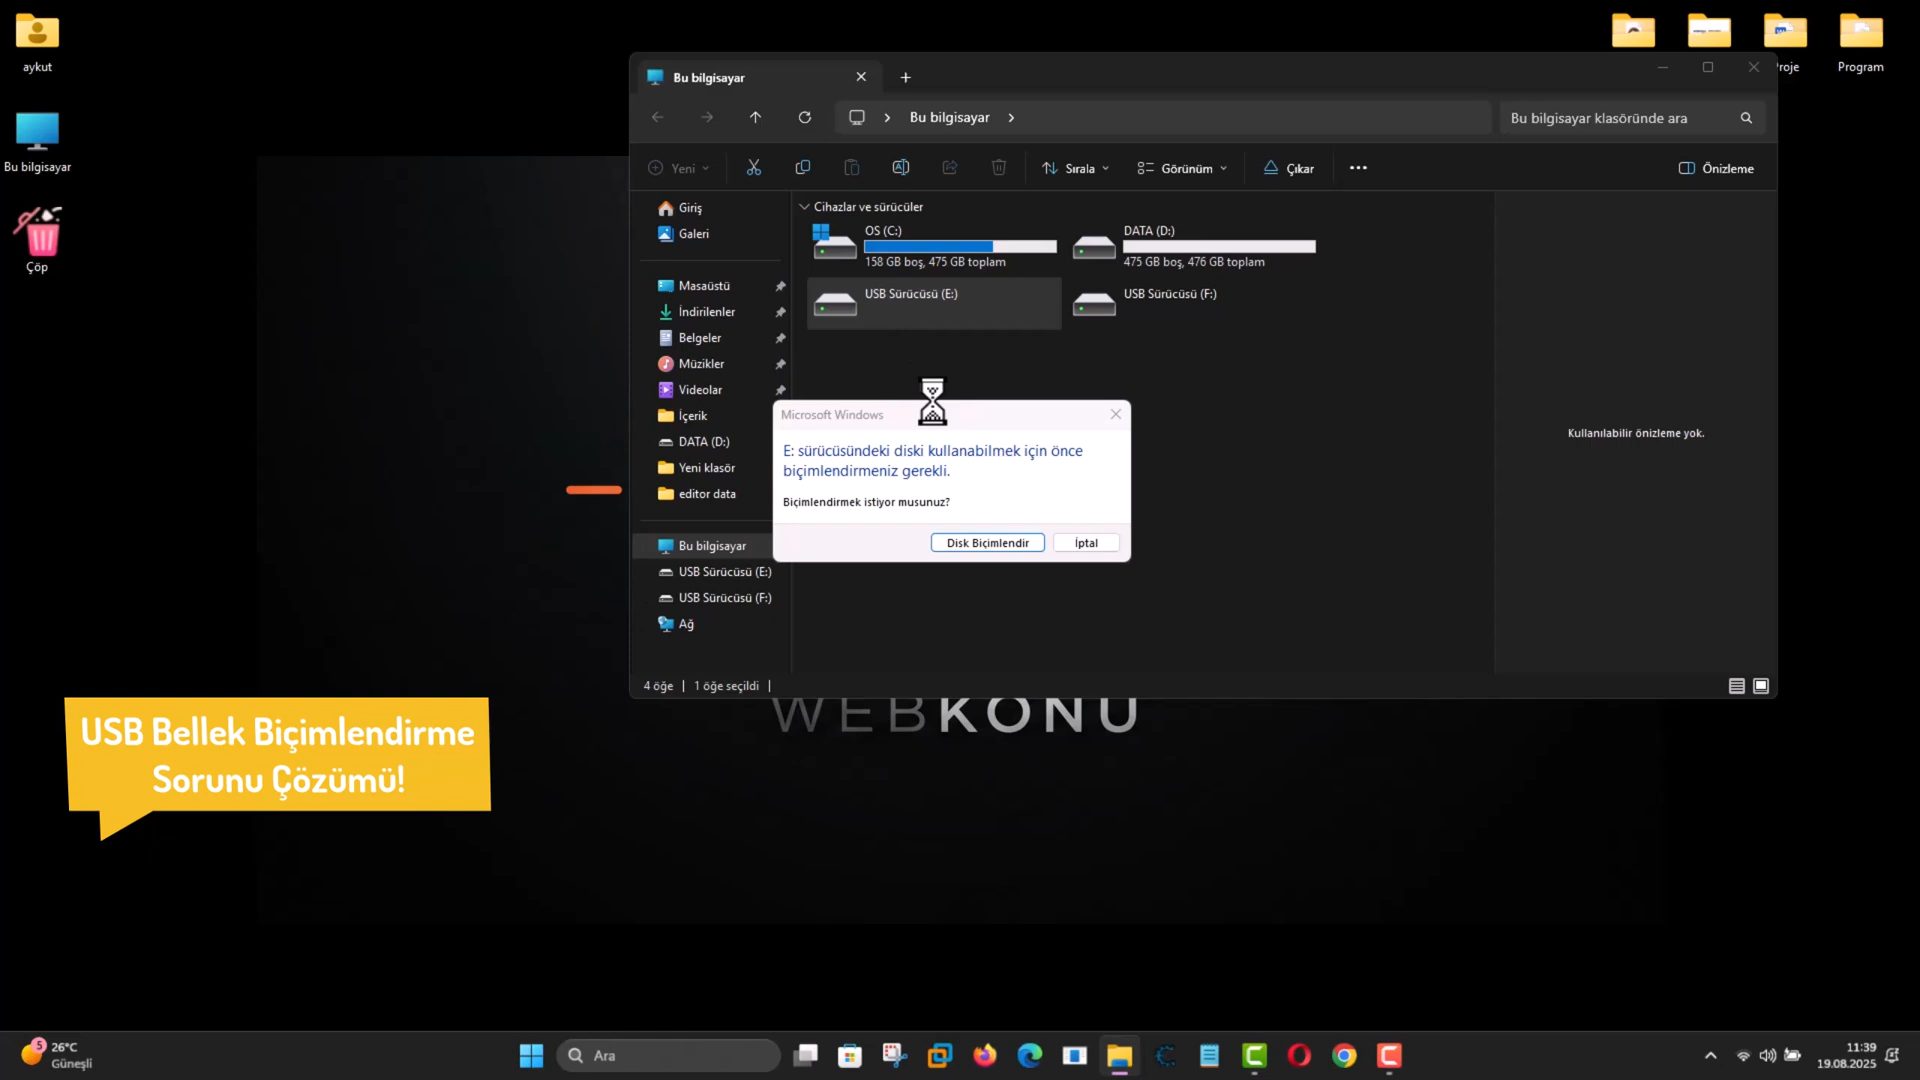 aykut
Bu bilgisayar
Çöp
Program
roje
Bu bilgisayar
Bu bilgisayar
Bu bilgisayar klasöründe ara
Yeni
Sırala
Görünüm
Çıkar
Önizleme
Giriş
Galeri
Masaüstü
İndirilenler
Belgeler
Müzikler
Videolar
İçerik
DATA (D:)
Yeni klasör
editor data
Bu bilgisayar
USB Sürücüsü (E:)
USB Sürücüsü (F:)
Ağ
Cihazlar ve sürücüler
OS (C:)
158 GB boş, 475 GB toplam
DATA (D:)
475 GB boş, 476 GB toplam
USB Sürücüsü (E:)
USB Sürücüsü (F:)
Kullanılabilir önizleme yok.
Microsoft Windows
E: sürücüsündeki diski kullanabilmek için önce
biçimlendirmeniz gerekli.
Biçimlendirmek istiyor musunuz?
Disk Biçimlendir
İptal
4 öğe
1 öğe seçildi
WEBKONU
USB Bellek Biçimlendirme
Sorunu Çözümü!
5
26°C
Güneşli
Ara
11:39
19.08.2025